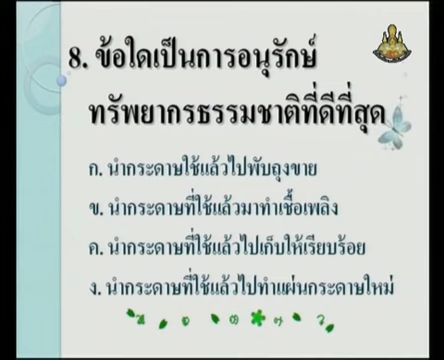 8. ข้อใดเป็นการอนุรักษ์
ทรัพยากรธรรมชาติที่ดีที่สุด
ก. นำกระดาษใช้แล้วไปพับถุงขาย
ข. นำกระดาษที่ใช้แล้วมาทำเชื้อเพลิง
ค. นำกระดาษที่ใช้แล้วไปเก็บให้เรียบร้อย
ง. นำกระดาษที่ใช้แล้วไปทำแผ่นกระดาษใหม่